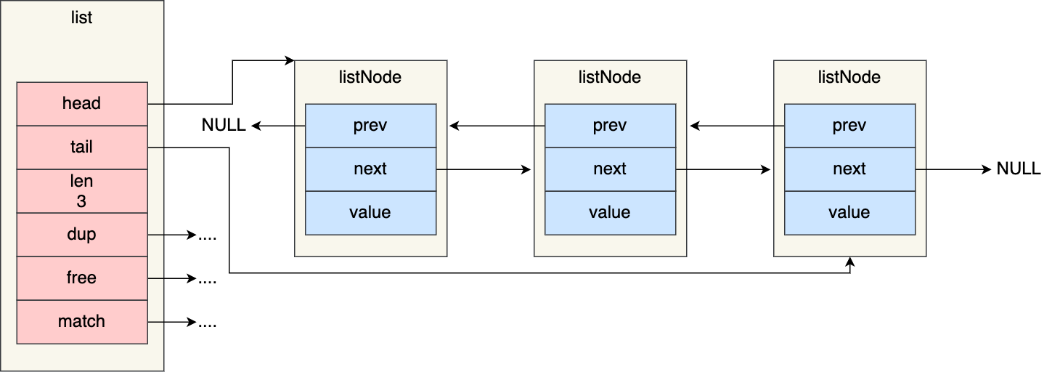 list
head
tail
len
3
dup
free
match
....
....
....
NULL
listNode
prev
next
value
listNode
prev
next
value
listNode
prev
next
value
NULL